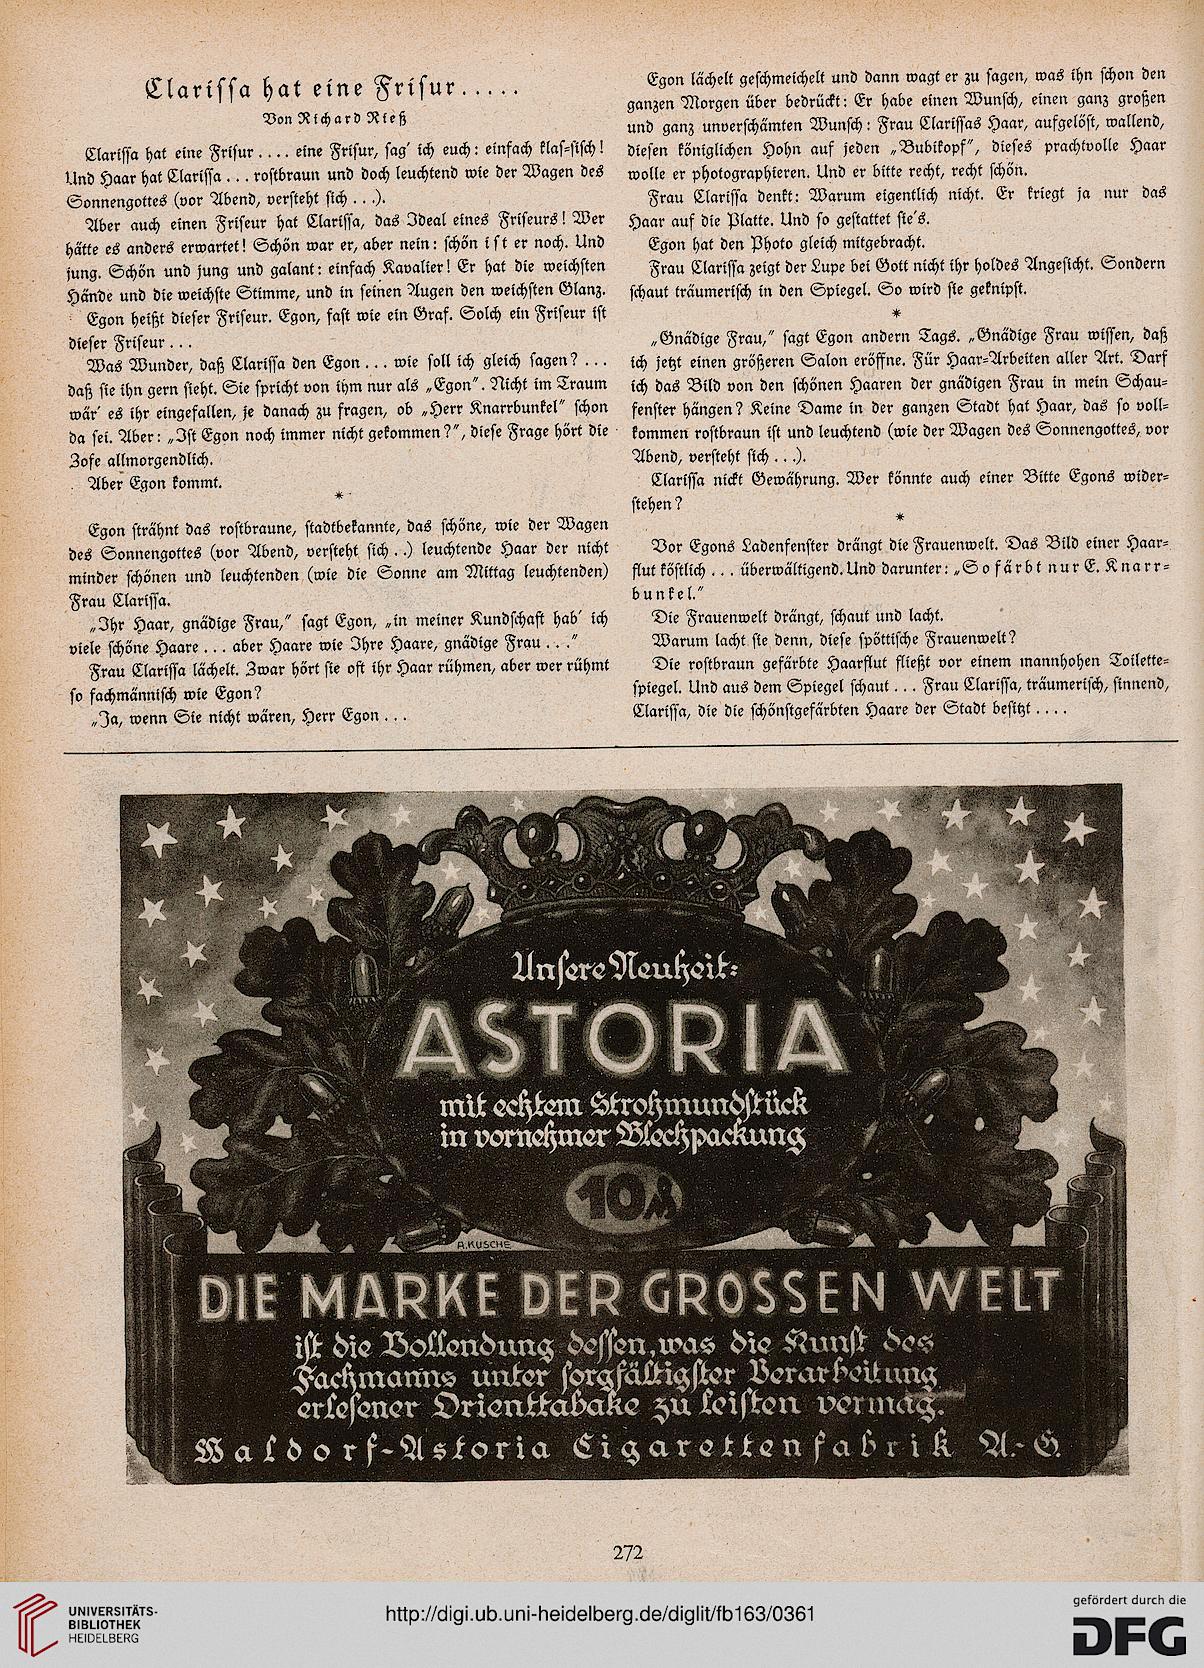 Clarissa hat eine Frisur.....
Von Richard Rieß
Clarissa hat eine Frisur .... eine Frisur, sag' ich euch: einfach klas-sisch!
Und Haar hat Clarissa ... rostbraun und doch leuchtend wie der Wagen des
Sonnengottes (vor Abend, versteht sich ...).
Aber auch einen Friseur hat Clarissa, das Ideal eines Friseurs! Wer
hätte es anders erwartet! Schön war er, aber nein: schön ist er noch. Und
jung. Schön und jung und galant: einfach Kavalier! Er hat die weichsten
Hände und die weichste Stimme, und in seinen Augen den weichsten Glanz.
Egon heißt dieser Friseur. Egon, fast wie ein Graf. Solch ein Friseur ist
dieser Friseur ...
Was Wunder, daß Clarissa den Egon ... wie soll ich gleich sagen? ...
daß sie ihn gern sieht. Sie spricht von ihm nur als „Egon". Nicht im Traum
wär' es ihr eingefallen, je danach zu fragen, ob „Herr Knarrbunkel" schon
da sei. Aber: „Ist Egon noch immer nicht gekommen?", diese Frage hört die
Zofe allmorgendlich.
Aber Egon kommt.
*
Egon strähnt das rostbraune, stadtbekannte, das schöne, wie der Wagen
des Sonnengottes (vor Abend, versteht sich ..) leuchtende Haar der nicht
minder schönen und leuchtenden (wie die Sonne am Mittag leuchtenden)
Frau Clarissa.
„Ihr Haar, gnädige Frau," sagt Egon, „in meiner Kundschaft hab' ich
viele schöne Haare ... aber Haare wie Ihre Haare, gnädige Frau ..."
Frau Clarissa lächelt. Zwar hört sie oft ihr Haar rühmen, aber wer rühmt
so fachmännisch wie Egon?
„Ja, wenn Sie nicht wären, Herr Egon ...
Egon lächelt geschmeichelt und dann wagt er zu sagen, was ihn schon den
ganzen Morgen über bedrückt: Er habe einen Wunsch, einen ganz großen
und ganz unverschämten Wunsch: Frau Clarissas Haar, aufgelöst, wallend,
diesen königlichen Hohn auf jeden „Bubikopf", dieses prachtvolle Haar
wolle er photographieren. Und er bitte recht, recht schön.
Frau Clarissa denkt: Warum eigentlich nicht. Er kriegt ja nur das
Haar auf die Platte. Und so gestattet sie's.
Egon hat den Photo gleich mitgebracht.
Frau Clarissa zeigt der Lupe bei Gott nicht ihr holdes Angesicht. Sondern
schaut träumerisch in den Spiegel. So wird sie geknipst.
*
„Gnädige Frau," sagt Egon andern Tags. „Gnädige Frau wissen, daß
ich jetzt einen größeren Salon eröffne. Für Haar-Arbeiten aller Art. Darf
ich das Bild von den schönen Haaren der gnädigen Frau in mein Schau-
fenster hängen? Keine Dame in der ganzen Stadt hat Haar, das so voll-
kommen rostbraun ist und leuchtend (wie der Wagen des Sonnengottes, vor
Abend, versteht sich ...).
Clarissa nickt Gewährung. Wer könnte auch einer Bitte Egons wider-
stehen?
*
Vor Egons Ladenfenster drängt die Frauenwelt. Das Bild einer Haar-
flut köstlich ... überwältigend. Und darunter: „So färbt nur E. Knarr-
bunkel."
Die Frauenwelt drängt, schaut und lacht.
Warum lacht sie denn, diese spöttische Frauenwelt?
Die rostbraun gefärbte Haarflut fließt vor einem mannhohen Toilette-
spiegel. Und aus dem Spiegel schaut ... Frau Clarissa, träumerisch, sinnend,
Clarissa, die die schönstgefärbten Haare der Stadt besitzt ....
Unsere Neuheit:
ASTORIA
mit echtem Strohmundstück
in vornehmer Blechpackung
10₰
A.KUSCHE
DIE MARKE DER GROSSEN WELT
ist die Vollendung dessen, was die Kunst des
Fachmanns unter sorgfältigster Verarbeitung
erlesener Orienttabake zu leisten vermag.
Waldorf-Astoria Cigarettenfabrik A.-G.
272
UNIVERSITÄTS-
BIBLIOTHEK
HEIDELBERG
http://digi.ub.uni-heidelberg.de/diglit/fb163/0361
gefördert durch die
DFG